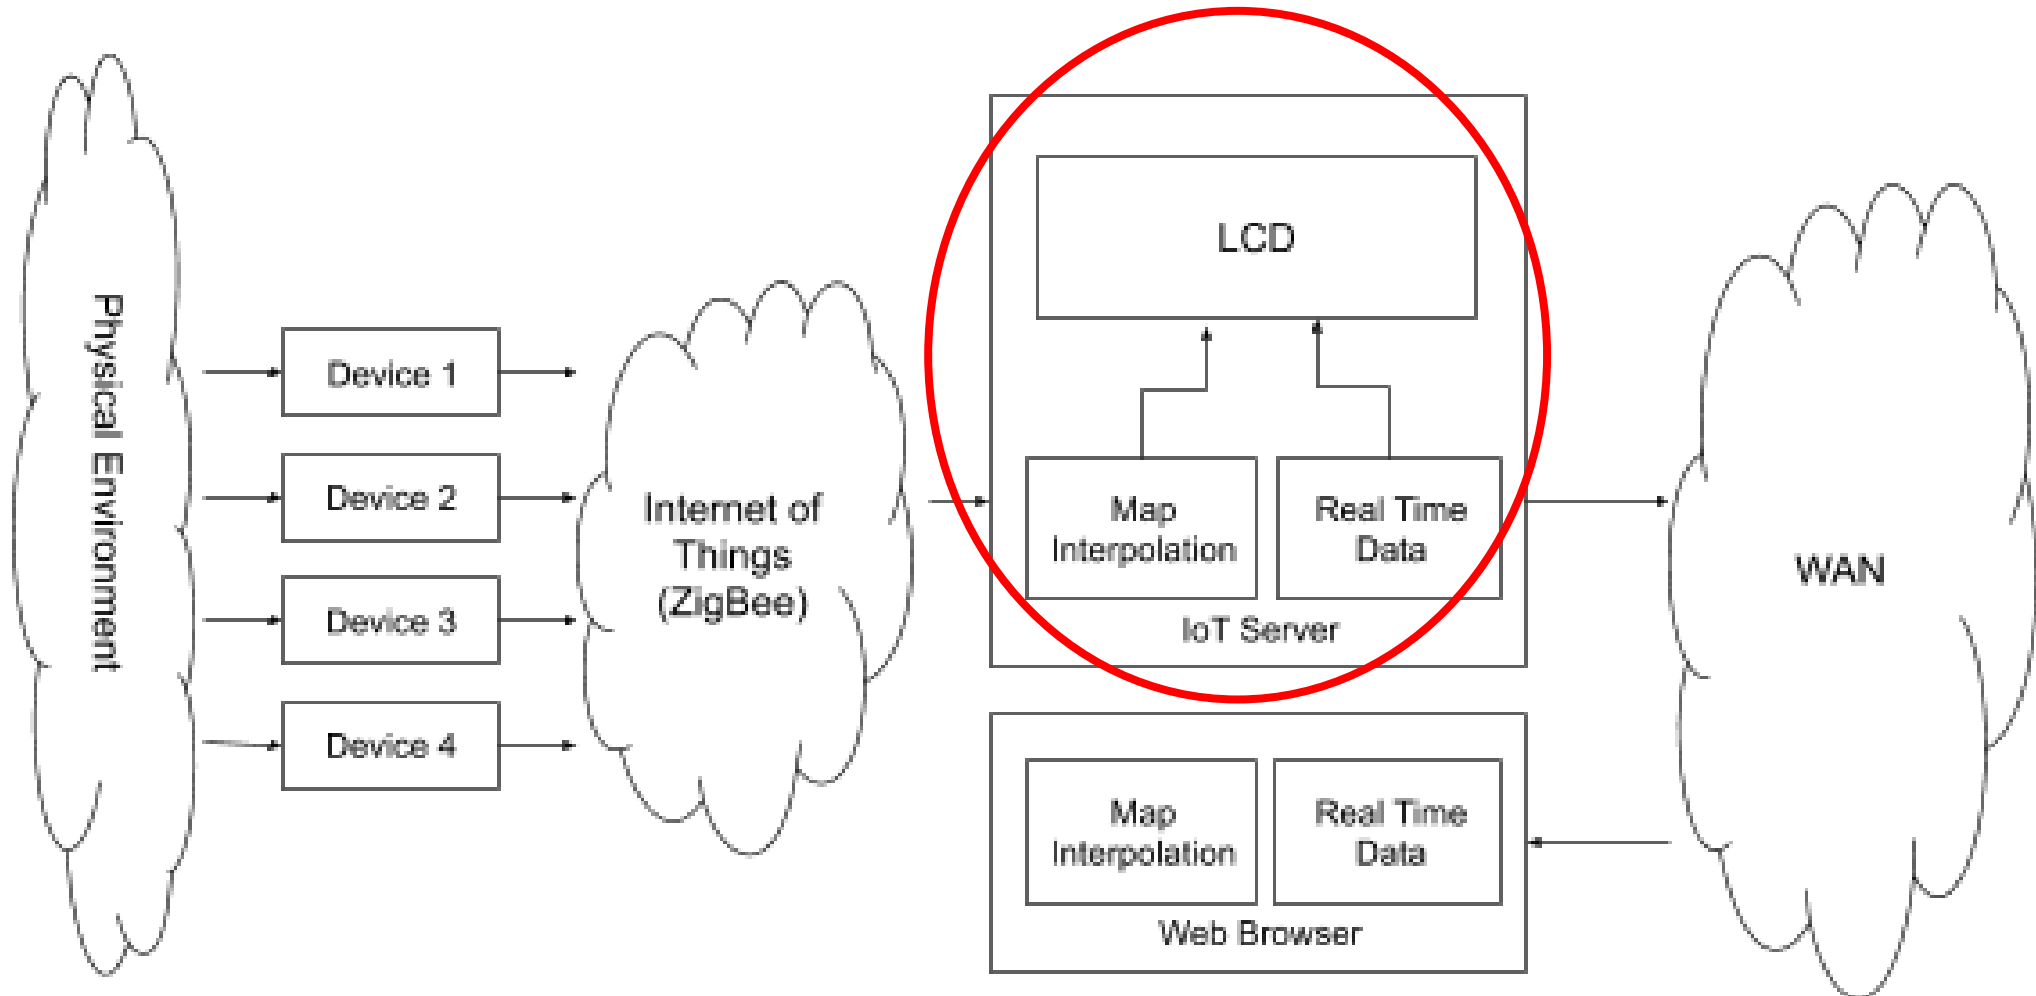 Physical Environment
Device 1
Device 2
Device 3
Device 4
Internet of
Things
(ZigBee)
LCD
Map
Interpolation
Real Time
Data
IoT Server
Map
Interpolation
Real Time
Data
Web Browser
WAN